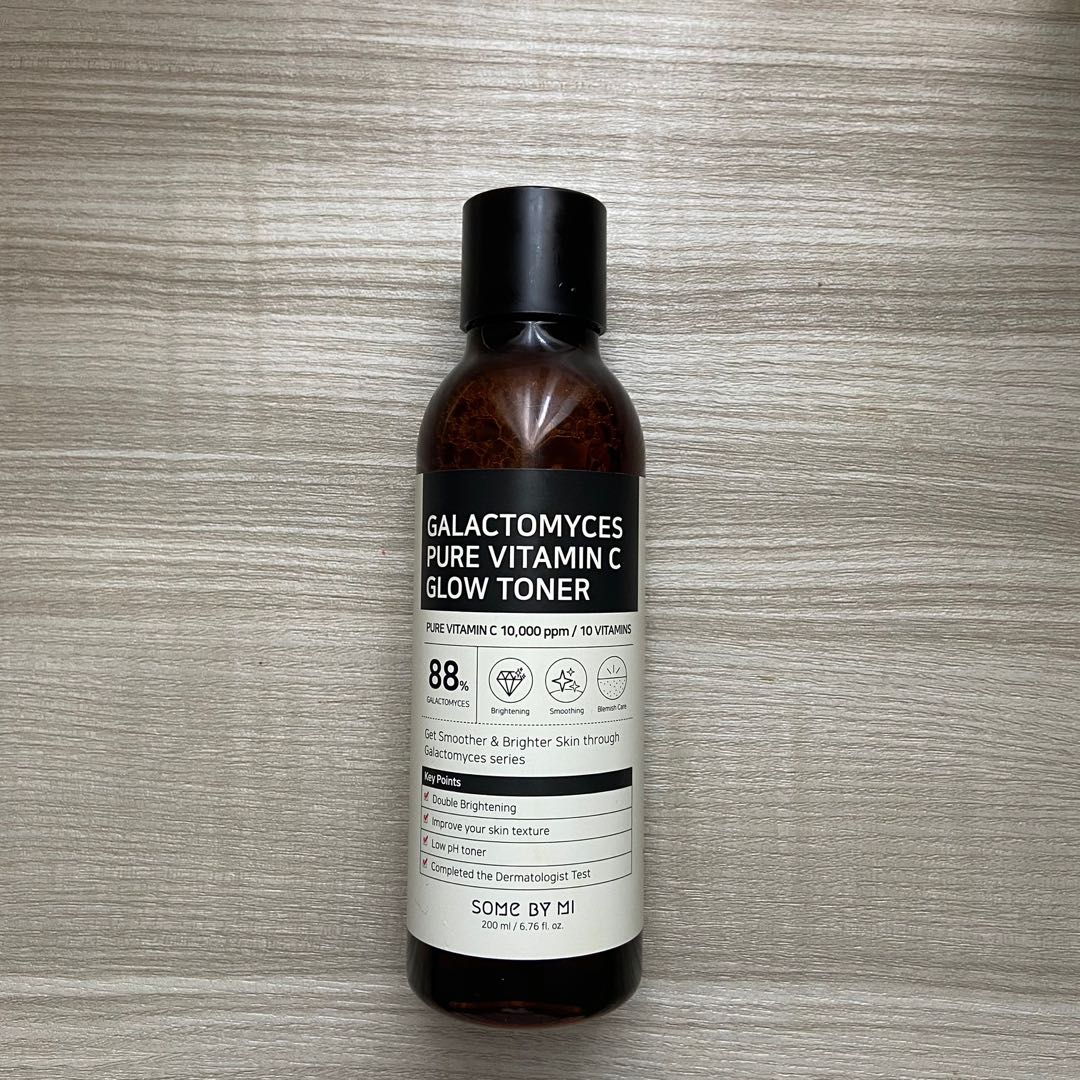 GALACTOMYCES
PURE VITAMIN C
GLOW TONER
PURE VITAMIN C 10,000 ppm / 10 VITAMINS
88%
GALACTOMYCES
Brightening
Smoothing
Blemish Care
Get Smoother & Brighter Skin through
Galactomyces series
Key Points
Double Brightening
Improve your skin texture
Low pH toner
Completed the Dermatologist Test
SOME BY MI
200 ml / 6.76 fl. oz.